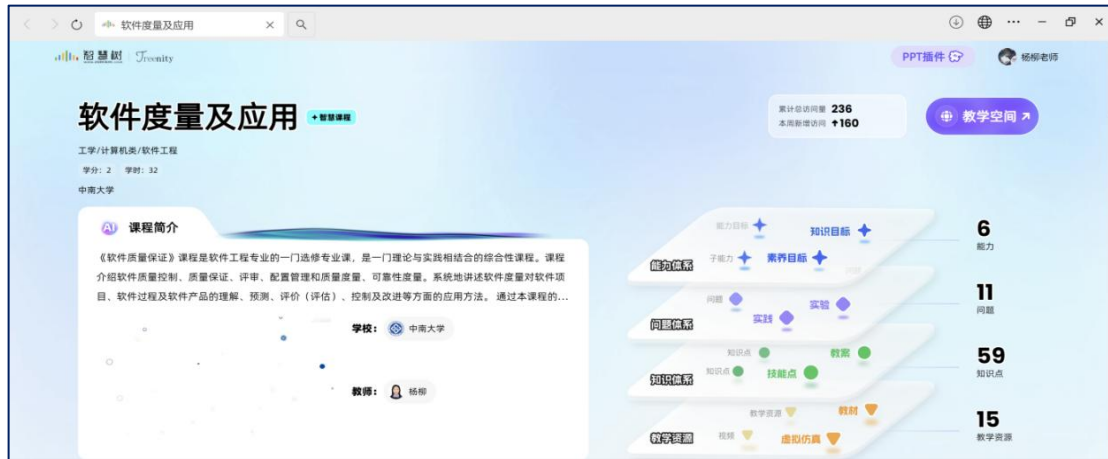 软件度量及应用
智慧树 Treenity
PPT插件
杨柳老师
软件度量及应用
+智慧课程
工学/计算机类/软件工程
学分：2 学时：32
中南大学
累计总访问量 236
本周新增访问 ↑160
教学空间
AI 课程简介
《软件质量保证》课程是软件工程专业的一门选修专业课，是一门理论与实践相结合的综合性课程。课程
介绍软件质量控制、质量保证、评审、配置管理和质量度量、可靠性度量。系统地讲述软件度量对软件项
目、软件过程及软件产品的理解、预测、评价（评估）、控制及改进等方面的应用方法。 通过本课程的...
学校： 中南大学
教师： 杨柳
能力目标 知识目标
子能力 素养目标
能力体系
6
能力
问题 实验
实践
问题体系
11
问题
知识点 教案
知识点 技能点
知识体系
59
知识点
教学资源 教材
视频 虚拟仿真
教学资源
15
教学资源